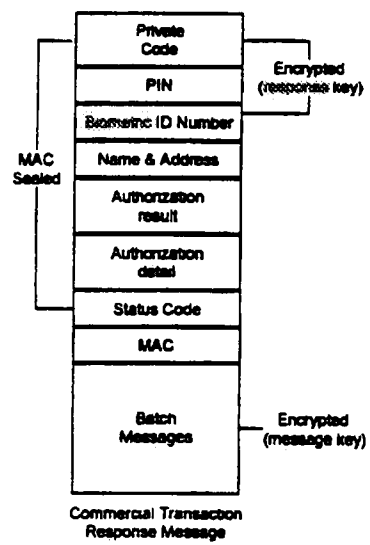 Private
Code
Encrypted
(response key)
PIN
Biometric ID Number
MAC
Sealed
Name & Address
Authorization
result
Authorization
detail
Status Code
MAC
Batch
Messages
Encrypted
(message key)
Commercial Transaction
Response Message